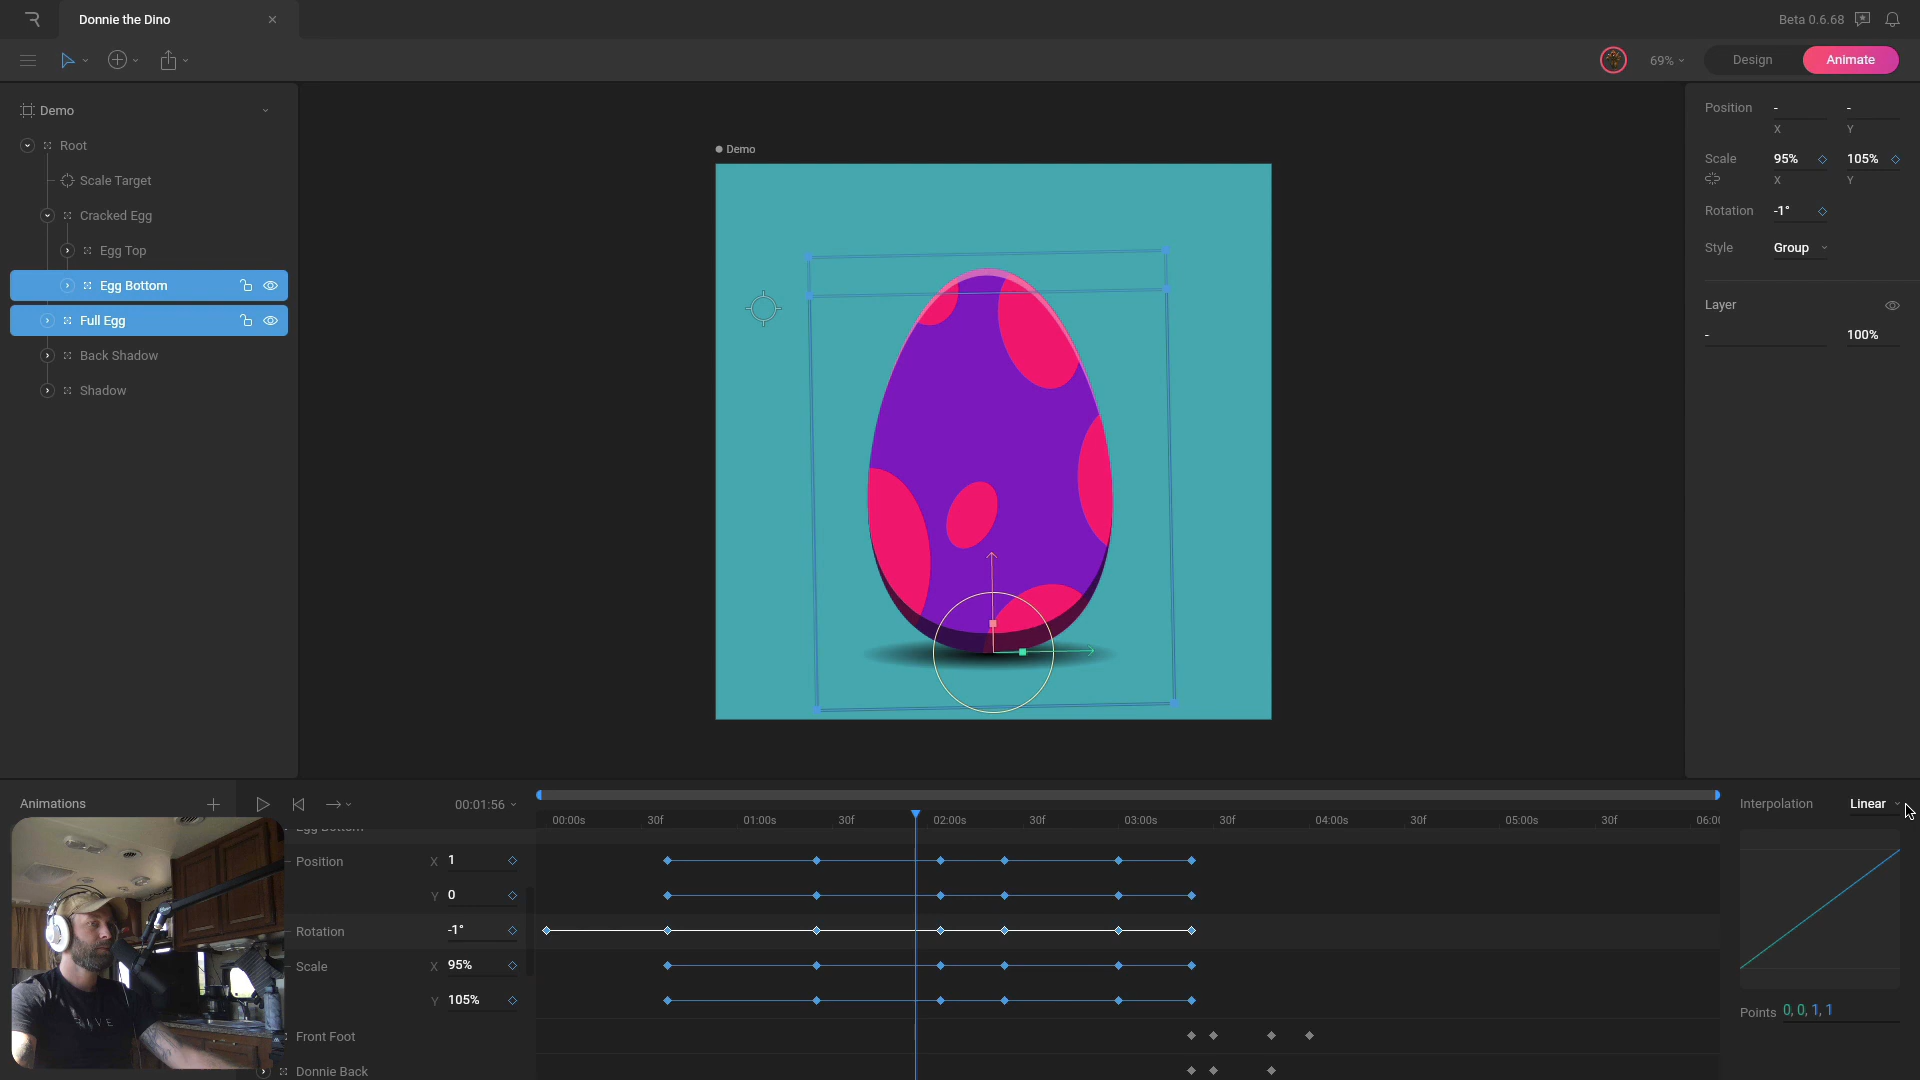 Donnie the Dino
Beta 0.6.68
69%
Design
Animate
Demo
Root
Scale Target
Cracked Egg
Egg Top
Egg Bottom
Full Egg
Back Shadow
Shadow
Demo
Position - -
X Y
Scale 95% 105%
X Y
Rotation -1°
Style Group
Layer
- 100%
Animations
00:01:56
00:00s 30f 01:00s 30f 02:00s 30f 03:00s 30f 04:00s 30f 05:00s 30f
Egg Bottom
Position X 1
Y 0
Rotation -1°
Scale X 95%
Y 105%
Front Foot
Donnie Back
Interpolation Linear
Points 0, 0, 1, 1